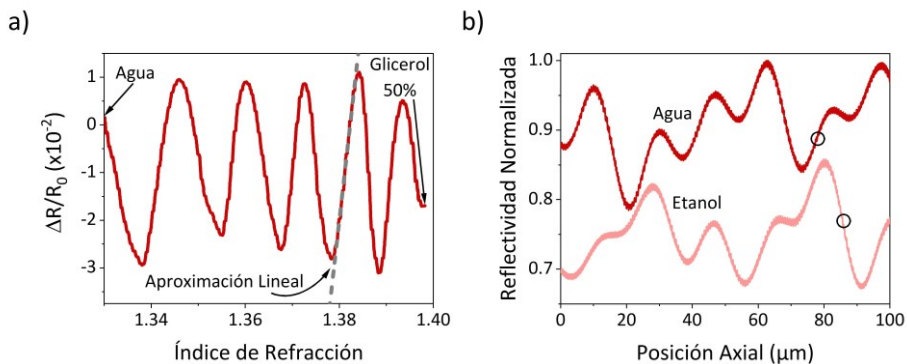 a)
ΔR/R₀ (x10⁻²)
1
0
-1
-2
-3
Agua
Glicerol
50%
Aproximación Lineal
1.34
1.36
1.38
1.40
Índice de Refracción
b)
Reflectividad Normalizada
1.0
0.9
0.8
0.7
Agua
Etanol
0
20
40
60
80
100
Posición Axial (µm)